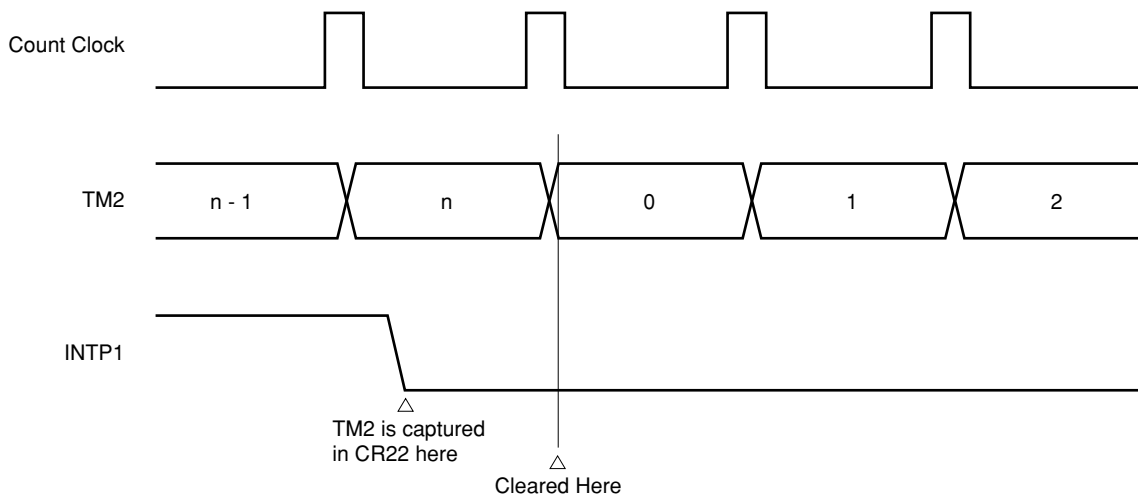 Count Clock
TM2
n - 1
n
0
1
2
INTP1
TM2 is captured
in CR22 here
Cleared Here